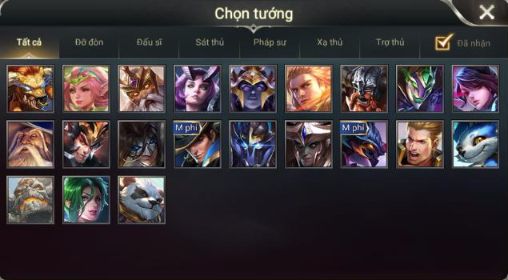 Chọn tướng
Tất cả Đỡ đòn Đấu sĩ Sát thủ Pháp sư Xạ thủ Trợ thủ Đã nhận
M phí M phí